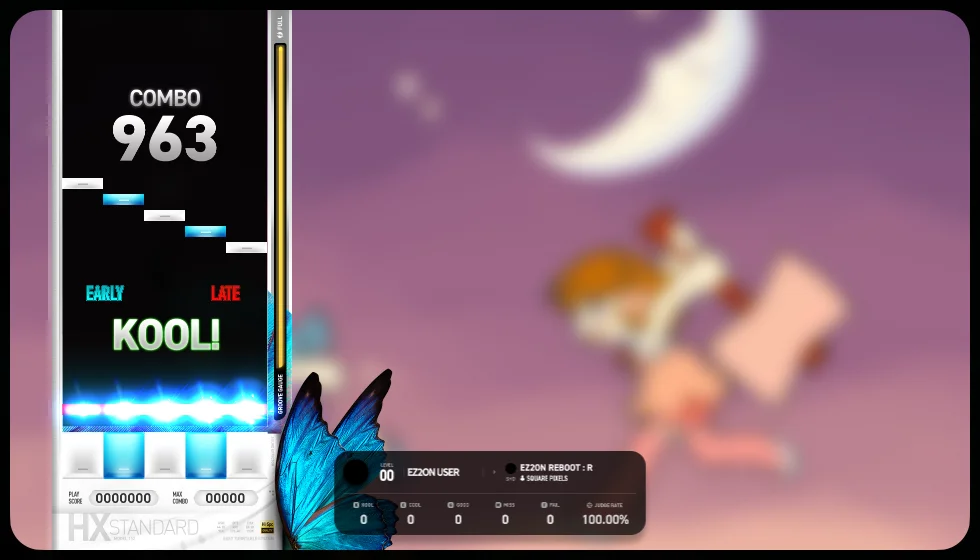 FULL
COMBO
963
EARLY LATE
KOOL!
GROOVE GAUGE
LEVEL
00
EZ2ON USER
EZ2ON REBOOT : R
SQUARE PIXELS
KOOL COOL GOOD MISS FAIL JUDGE RATE
0 0 0 0 0 100.00%
PLAY
SCORE
0000000
MAX
COMBO
00000
HX STANDARD